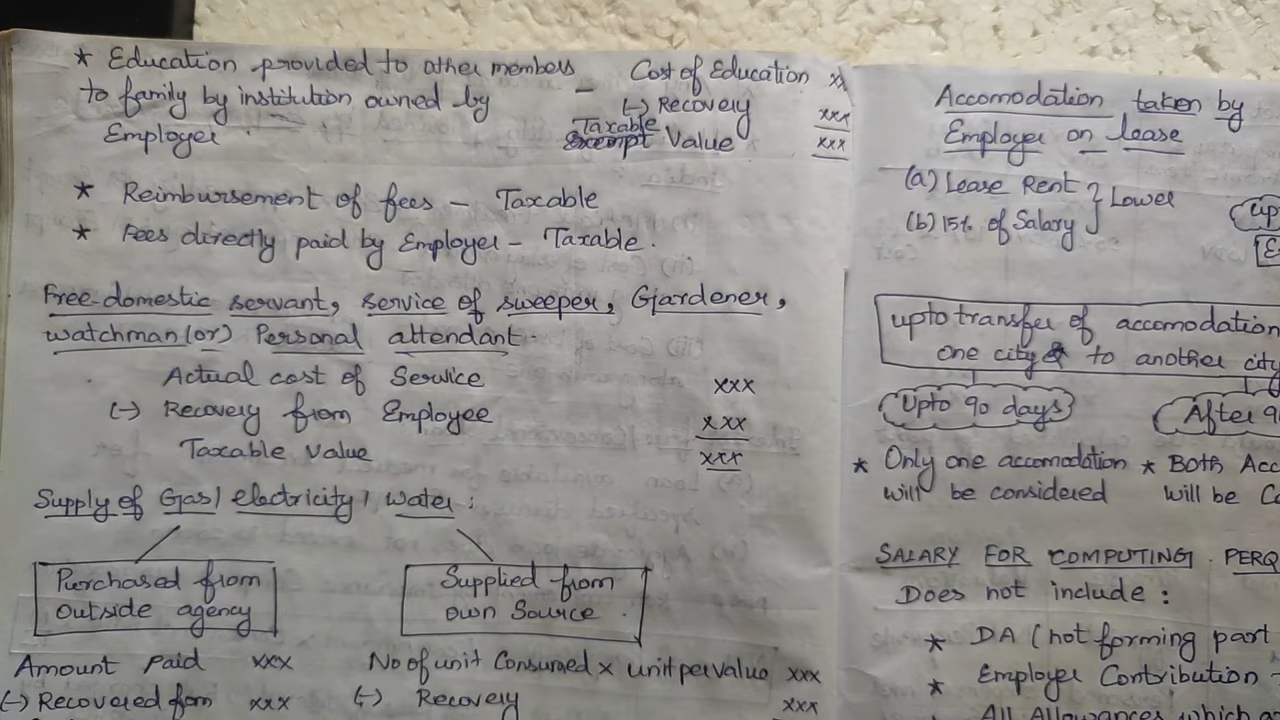 * Education provided to other members - Cost of Education xx
to family by institution owned by (-) Recovery xxx
Employer. Taxable Value xxx
* Reimbursement of fees - Taxable
* Fees directly paid by Employer - Taxable.
Free domestic servant, service of sweeper, Gardener,
watchman (or) Personal attendant.
Actual cost of Service xxx
(-) Recovery from Employee xxx
Taxable Value xxx
Supply of Gas / electricity / water :
Purchased from
outside agency
Supplied from
own Source.
Amount Paid xxx
(-) Recovered from xxx
No of unit Consumed x unit per value xxx
(-) Recovery xxx
Accomodation taken by
Employer on lease
(a) Lease Rent } Lower
(b) 15% of Salary
up
E
upto transfer of accomodation
one city to another city
Upto 90 days
After 9
* Only one accomodation
will be considered
* Both Acc
will be Co
SALARY FOR COMPUTING PERQ
Does not include :
* DA (not forming part
* Employer Contribution -
All Allowances which a